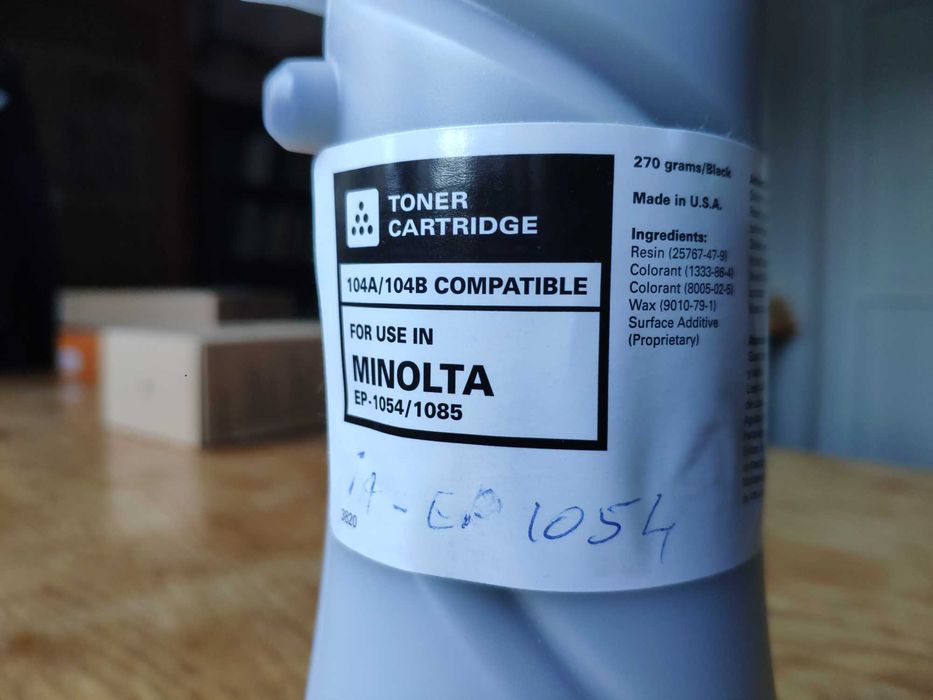 TONER
CARTRIDGE
104A/104B COMPATIBLE
FOR USE IN
MINOLTA
EP-1054/1085
270 grams/Black
Made in U.S.A.
Ingredients:
Resin (25767-47-9)
Colorant (1333-86-4)
Colorant (8005-02-5)
Wax (9010-79-1)
Surface Additive
(Proprietary)
- EP 1054
3820